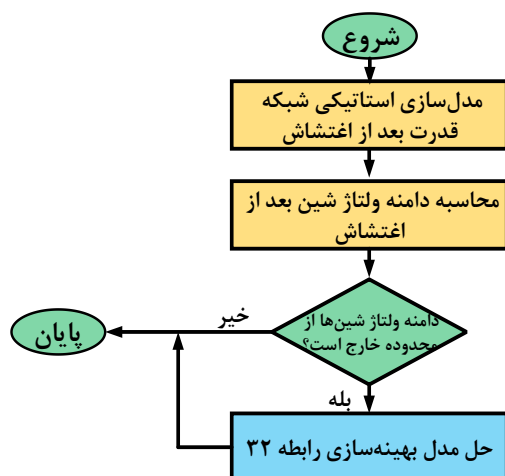 شروع
مدل‌سازی استاتیکی شبکه
قدرت بعد از اغتشاش
محاسبه دامنه ولتاژ شین بعد از
اغتشاش
دامنه ولتاژ شین‌ها از
محدوده خارج است؟
خیر
پایان
بله
حل مدل بهینه‌سازی رابطه ۳۲